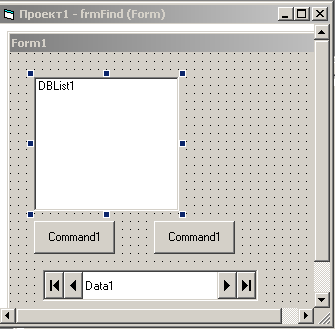 Проект1 - frmFind (Form)
Form1
DBList1
Command1 Command1
Data1